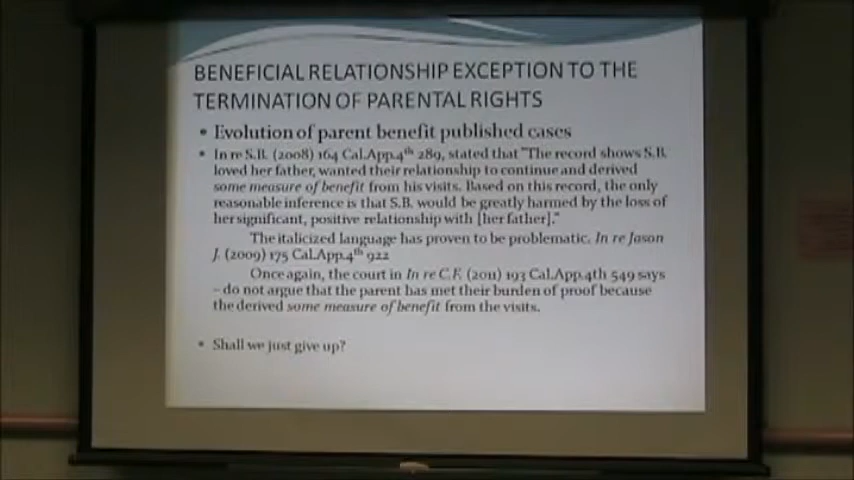 BENEFICIAL RELATIONSHIP EXCEPTION TO THE
TERMINATION OF PARENTAL RIGHTS
• Evolution of parent benefit published cases
• In re S.B. (2008) 164 Cal.App.4th 289, stated that "The record shows S.B.
loved her father, wanted their relationship to continue and derived
some measure of benefit from his visits. Based on this record, the only
reasonable inference is that S.B. would be greatly harmed by the loss of
her significant, positive relationship with [her father]."
The italicized language has proven to be problematic. In re Jason
J. (2009) 175 Cal.App.4th 922
Once again, the court in In re C.F. (2011) 193 Cal.App.4th 549 says
– do not argue that the parent has met their burden of proof because
the derived some measure of benefit from the visits.
• Shall we just give up?